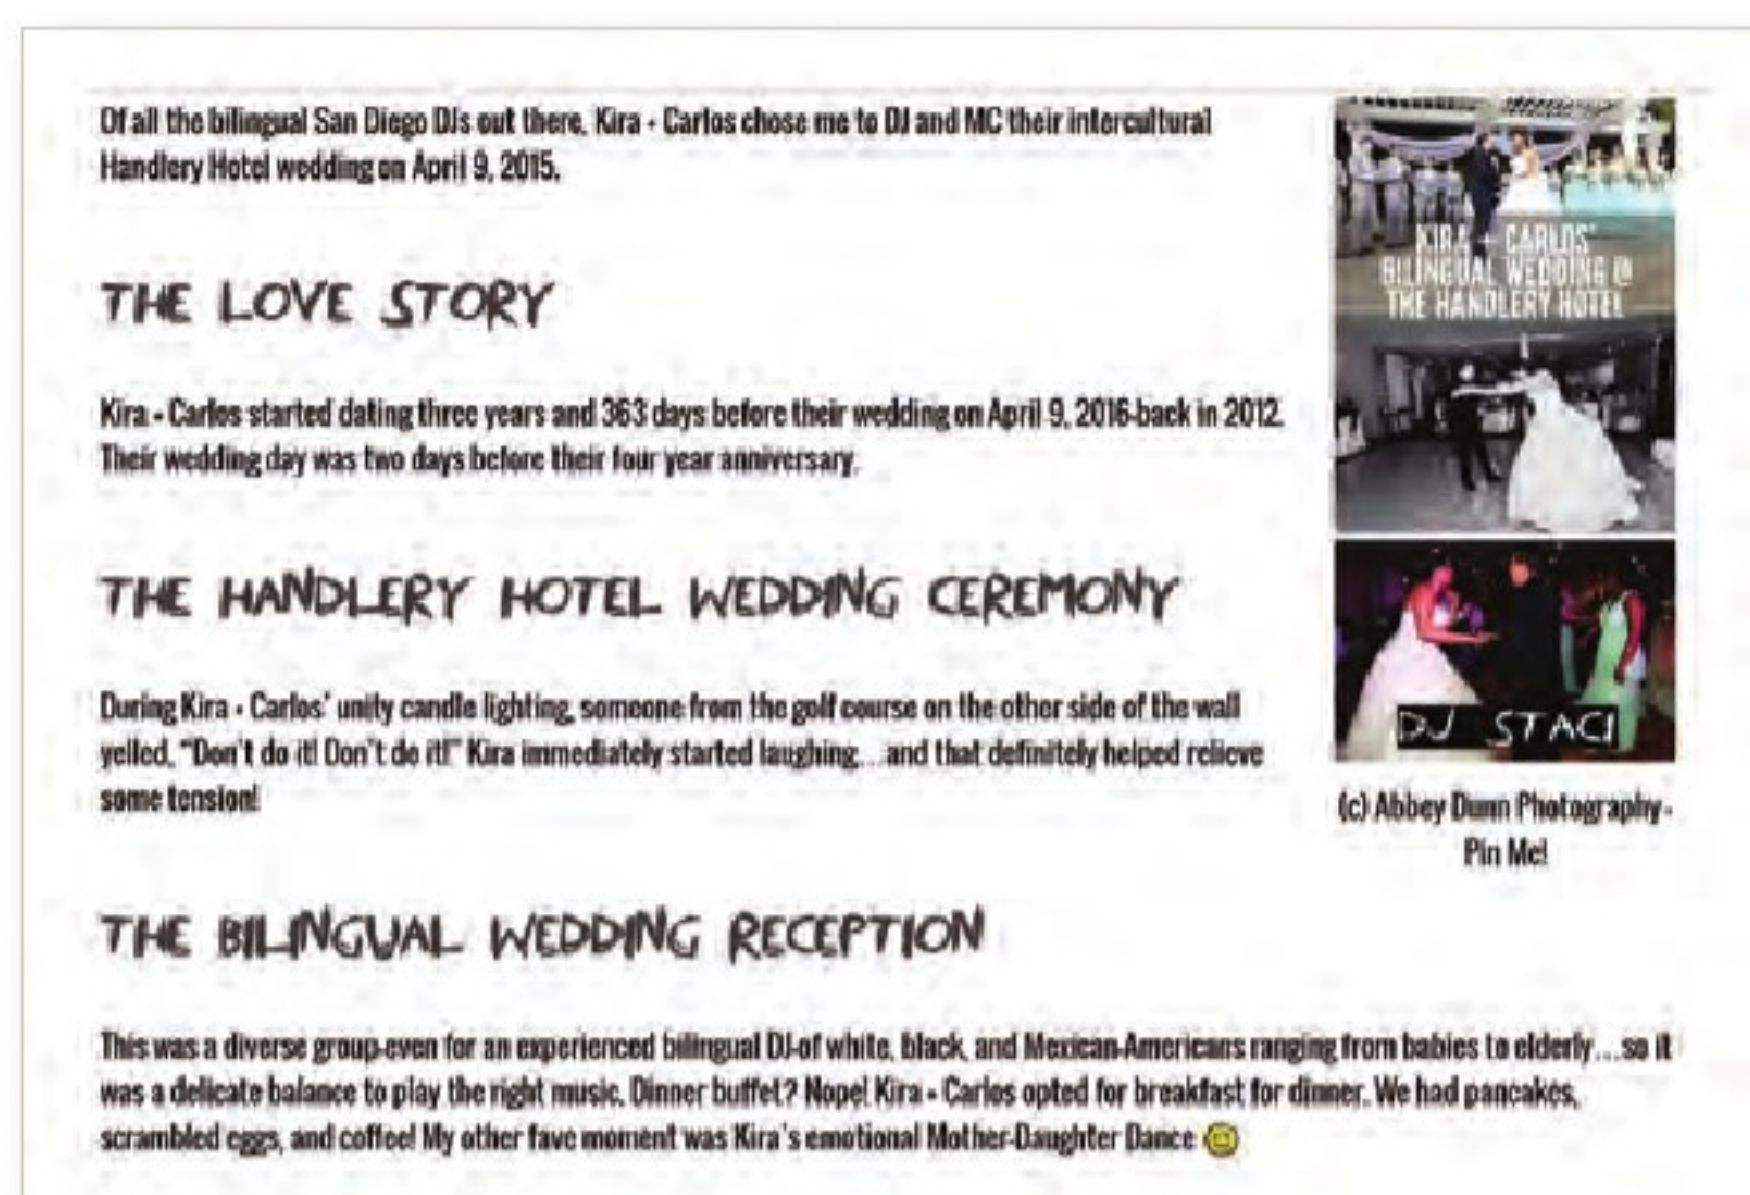 Of all the bilingual San Diego DJs out there, Kira + Carlos chose me to DJ and MC their intercultural
Handlery Hotel wedding on April 9, 2015.
THE LOVE STORY
Kira + Carlos started dating three years and 363 days before their wedding on April 9, 2016-back in 2012.
Their wedding day was two days before their four year anniversary.
THE HANDLERY HOTEL WEDDING CEREMONY
During Kira + Carlos' unity candle lighting, someone from the golf course on the other side of the wall
yelled, "Don't do it! Don't do it!" Kira immediately started laughing...and that definitely helped relieve
some tension!
THE BILINGUAL WEDDING RECEPTION
This was a diverse group-even for an experienced bilingual DJ-of white, black, and Mexican-Americans ranging from babies to elderly....so it
was a delicate balance to play the right music. Dinner buffet? Nope! Kira + Carlos opted for breakfast for dinner. We had pancakes,
scrambled eggs, and coffee! My other fave moment was Kira's emotional Mother-Daughter Dance
KIRA + CARLOS'
BILINGUAL WEDDING @
THE HANDLERY HOTEL
DJ STACI
(c) Abbey Dunn Photography-
Pin Me!